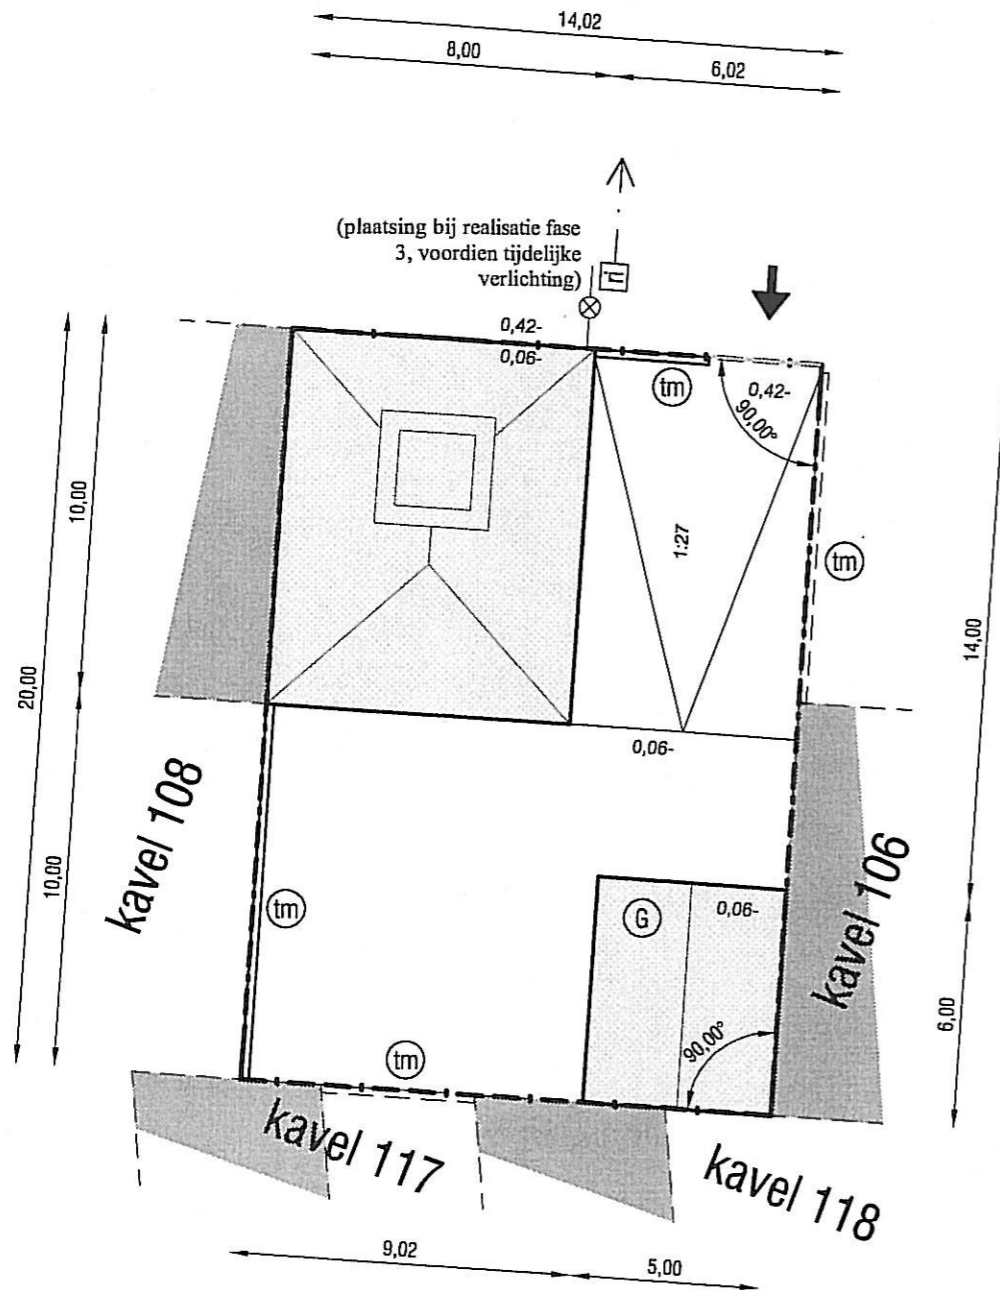 14,02
8,00
6,02
(plaatsing bij realisatie fase
3, voordien tijdelijke
verlichting)
0,42-
0,06-
tm
0,42-
90,00°
10,00
1:27
tm
14,00
20,00
0,06-
kavel 108
10,00
tm
G
0,06-
kavel 106
90,00°
6,00
tm
kavel 117
kavel 118
9,02
5,00